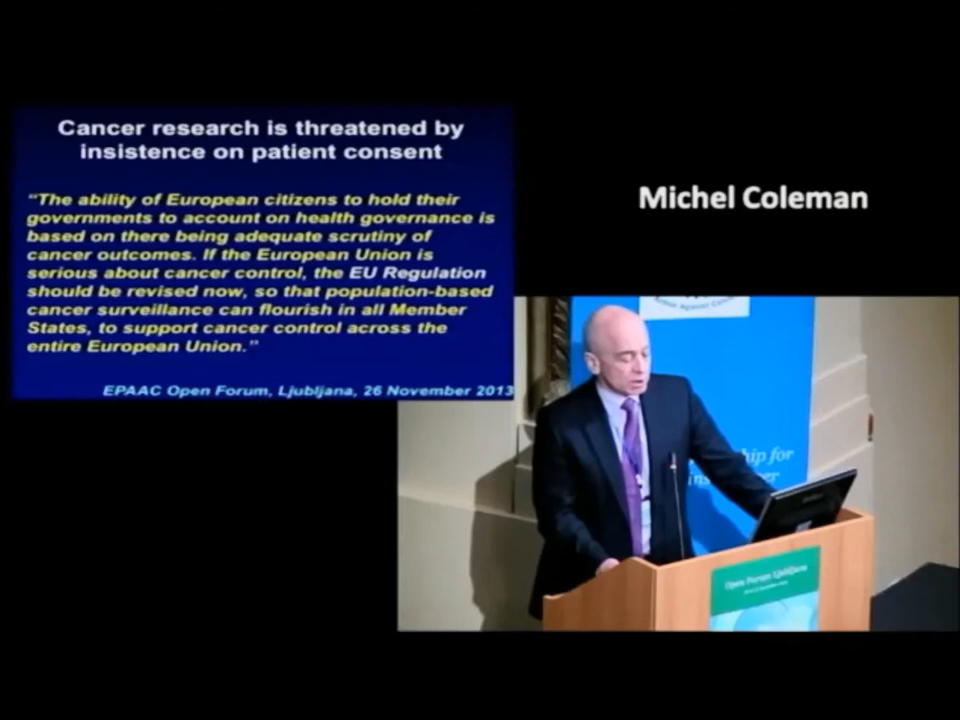 Cancer research is threatened by
insistence on patient consent
“The ability of European citizens to hold their
governments to account on health governance is
based on there being adequate scrutiny of
cancer outcomes. If the European Union is
serious about cancer control, the EU Regulation
should be revised now, so that population-based
cancer surveillance can flourish in all Member
States, to support cancer control across the
entire European Union.”
EPAAC Open Forum, Ljubljana, 26 November 2013
Michel Coleman
Action Against Cancer
hip for
Open Forum Ljubljana